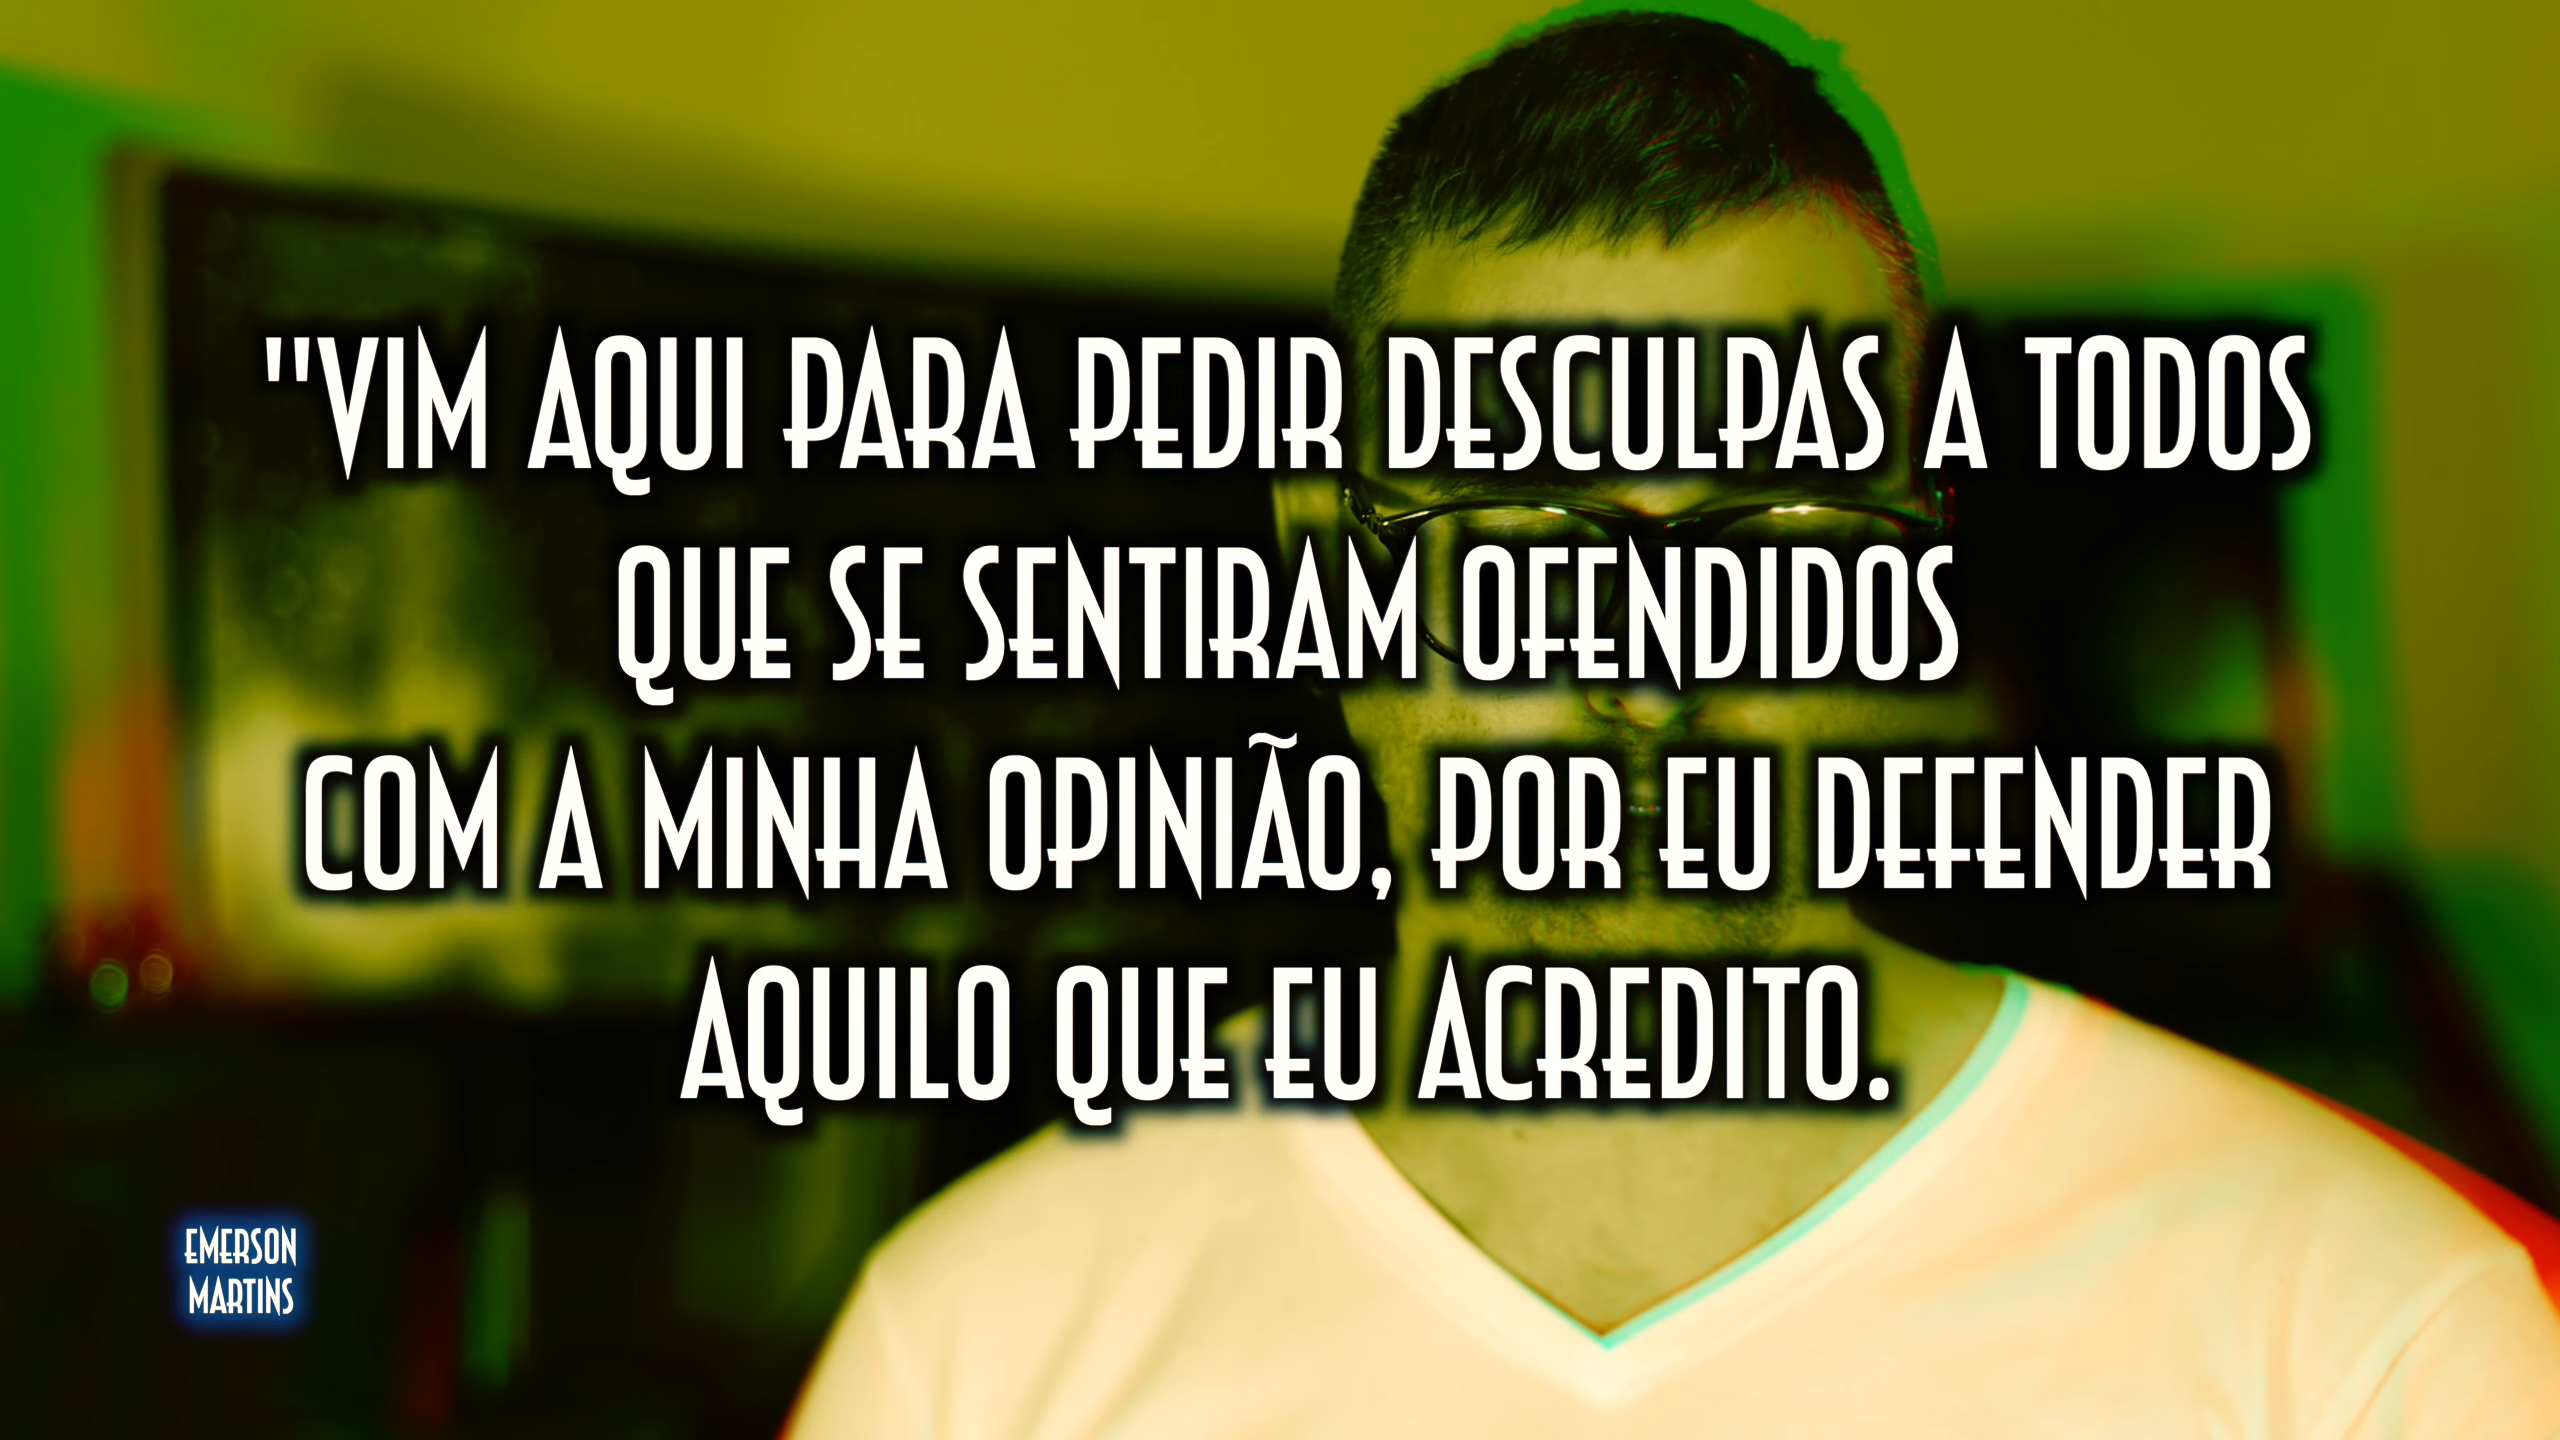 "VIM AQUI PARA PEDIR DESCULPAS A TODOS
QUE SE SENTIRAM OFENDIDOS
COM A MINHA OPINIÃO, POR EU DEFENDER
AQUILO QUE EU ACREDITO.
EMERSON
MARTINS